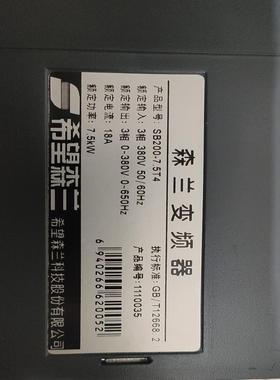 森兰变频器
产品型号：SB200-7.5T4
额定输入：3相 380V 50/60Hz
额定输出：3相 0-380V 0-650Hz
额定电流：18A
额定功率：7.5kW
执行标准：GB/T12668.2
产品编号：1110035
6940266620052
希望森兰
希望森兰科技股份有限公司